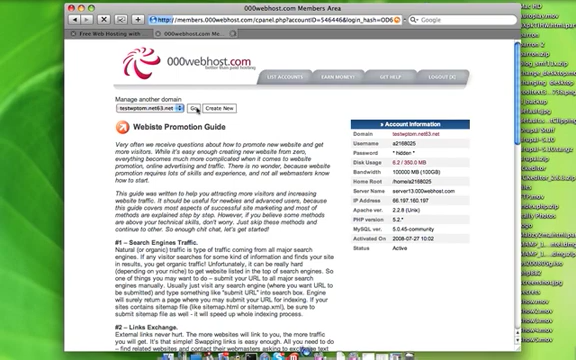 000webhost.com Members Area
http://members.000webhost.com/cpanel.php?accountID=546446&login_hash=0D6
Google
Free Web Hosting with
000webhost.com Me...
000webhost.com
better than paid hosting
LIST ACCOUNTS
EARN MONEY!
GET HELP
LOGOUT [X]
Manage another domain
testwptom.net63.net
Go
Create New
Webiste Promotion Guide
Very often we receive questions about how to promote new website and get
more visitors. While it's easy enough creating new website from zero,
everything becomes much more complicated when it comes to
promotion, online advertising and traffic. There is no wonder, because website
promotion requires lots of skills and experience, and not all webmasters know
how to start.
This guide was written to help you attracting more visitors and increasing
website traffic. It should be useful for newbies and advanced users, because
this guide covers most aspects of successful site marketing and most of
methods are explained step by step. However, if you believe some methods
are above your technical skills, don't worry. Just skip these methods and
continue to other. So enough chit chat, let's get started!
#1 – Search Engines Traffic.
Natural (or organic) traffic is type of traffic coming from all major search
engines. If any visitor searches for some kind of information and finds your site
in results, you get organic traffic! Unfortunately, it can be really hard
(depending on your niche) to get website listed in top of search engines. So
one of things you may want to do – submit your URL to all major search
engines manually. Usually just visit any search engine (where you want URL to
be submitted) and type something like "submit URL" into search box. Engine
will surely return a page where you may submit your URL for indexing. If your
sites contains sitemap file (like sitemap.html or sitemap.xml), be sure to
submit sitemap file as well - it will speed up whole indexing process.
#2 – Links Exchange.
External links never hurt. The more websites will link to you, the more traffic
you will get. It's that simple! Swapping links is easy enough. All you need to
do – find related websites and contact their webmasters asking to exchange
» Account Information
Domain testwptom.net63.net
Username a2168025
Password * hidden *
Disk Usage 6.2 / 350.0 MB
Bandwidth 100000 MB (100GB)
Home Root /home/a2168025
Server Name server13.000webhost.com
IP Address 66.197.160.197
Apache ver. 2.2.8 (Unix)
PHP version 5.2.*
MySQL ver. 5.0.45-community
Activated On 2008-07-27 10:02
Status Active